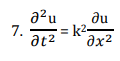 7. ∂²u/∂t² = k² ∂u/∂x²